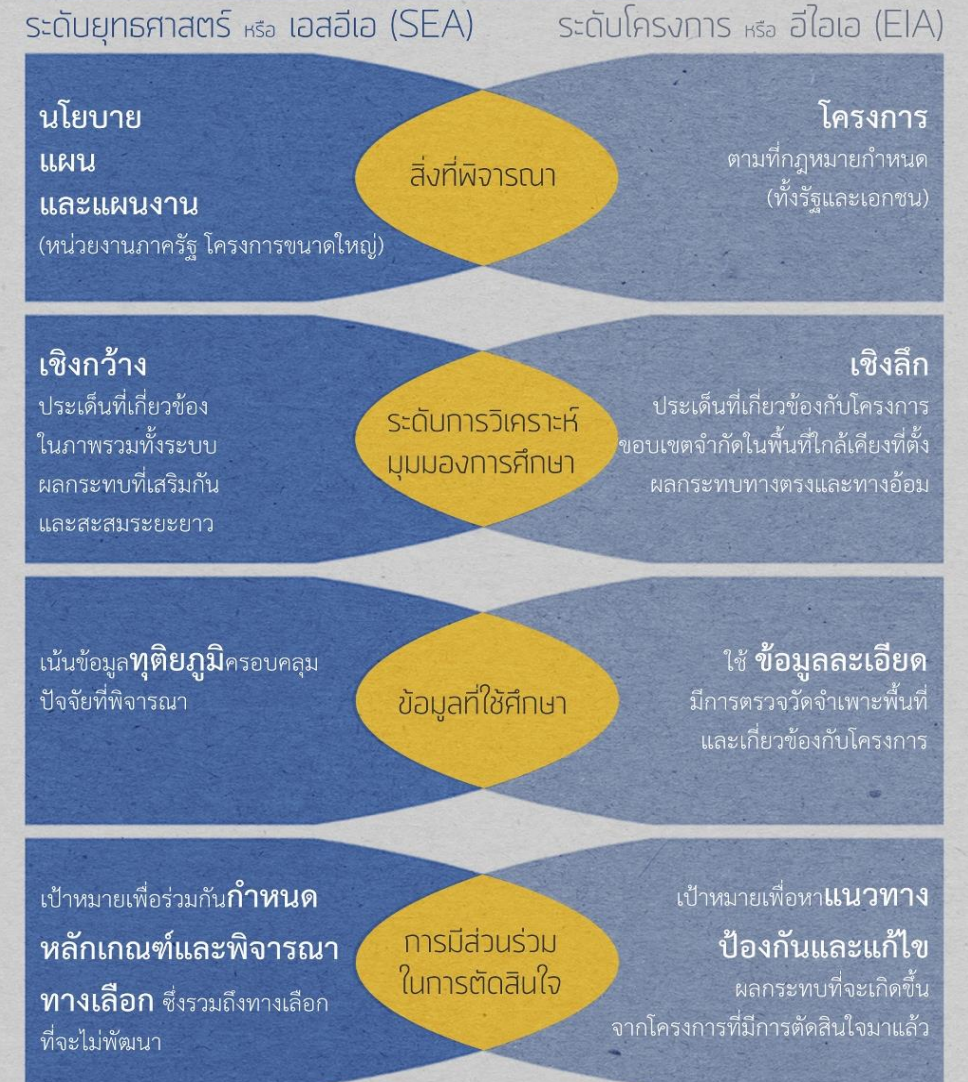 ระดับยุทธศาสตร์ หรือ เอสอีเอ (SEA)
ระดับโครงการ หรือ อีไอเอ (EIA)
นโยบาย
แผน
และแผนงาน
(หน่วยงานภาครัฐ โครงการขนาดใหญ่)
สิ่งที่พิจารณา
โครงการ
ตามที่กฎหมายกำหนด
(ทั้งรัฐและเอกชน)
เชิงกว้าง
ประเด็นที่เกี่ยวข้อง
ในภาพรวมทั้งระบบ
ผลกระทบที่เสริมกัน
และสะสมระยะยาว
ระดับการวิเคราะห์
มุมมองการศึกษา
เชิงลึก
ประเด็นที่เกี่ยวข้องกับโครงการ
ขอบเขตจำกัดในพื้นที่ใกล้เคียงที่ตั้ง
ผลกระทบทางตรงและทางอ้อม
เน้นข้อมูลทุติยภูมิครอบคลุม
ปัจจัยที่พิจารณา
ข้อมูลที่ใช้ศึกษา
ใช้ ข้อมูลละเอียด
มีการตรวจวัดจำเพาะพื้นที่
และเกี่ยวข้องกับโครงการ
เป้าหมายเพื่อร่วมกันกำหนด
หลักเกณฑ์และพิจารณา
ทางเลือก ซึ่งรวมถึงทางเลือก
ที่จะไม่พัฒนา
การมีส่วนร่วม
ในการตัดสินใจ
เป้าหมายเพื่อหาแนวทาง
ป้องกันและแก้ไข
ผลกระทบที่จะเกิดขึ้น
จากโครงการที่มีการตัดสินใจมาแล้ว